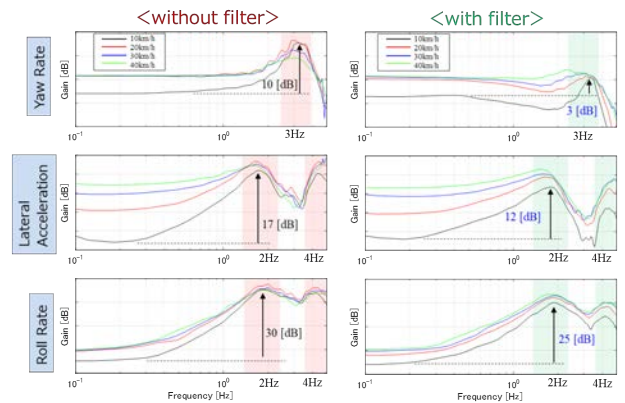 <without filter>
<with filter>
Yaw Rate
Gain [dB]
10km/h
20km/h
30km/h
40km/h
10 [dB]
10⁻¹
10⁰
3Hz
Gain [dB]
10km/h
20km/h
30km/h
40km/h
3 [dB]
10⁻¹
10⁰
3Hz
Lateral
Acceleration
Gain [dB]
17 [dB]
10⁻¹
10⁰
2Hz
4Hz
Gain [dB]
12 [dB]
10⁻¹
10⁰
2Hz
4Hz
Roll Rate
Gain [dB]
30 [dB]
10⁻¹
10⁰
2Hz
4Hz
Frequency [Hz]
Gain [dB]
25 [dB]
10⁻¹
10⁰
2Hz
4Hz
Frequency [Hz]